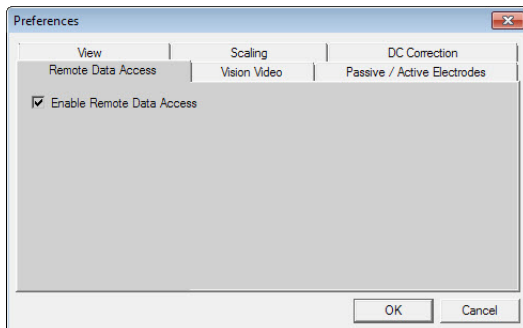 Preferences
View Scaling DC Correction
Remote Data Access Vision Video Passive / Active Electrodes
Enable Remote Data Access
OK Cancel